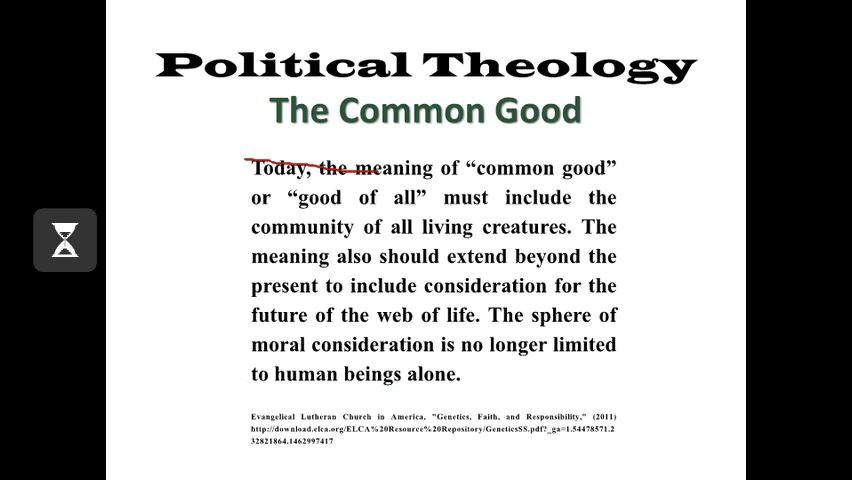 Political Theology
The Common Good
Today, the meaning of “common good”
or “good of all” must include the
community of all living creatures. The
meaning also should extend beyond the
present to include consideration for the
future of the web of life. The sphere of
moral consideration is no longer limited
to human beings alone.
Evangelical Lutheran Church in America, "Genetics, Faith, and Responsibility," (2011)
http://download.elca.org/ELCA%20Resource%20Repository/GeneticsSS.pdf?_ga=1.54478571.2
32821864.1462997417